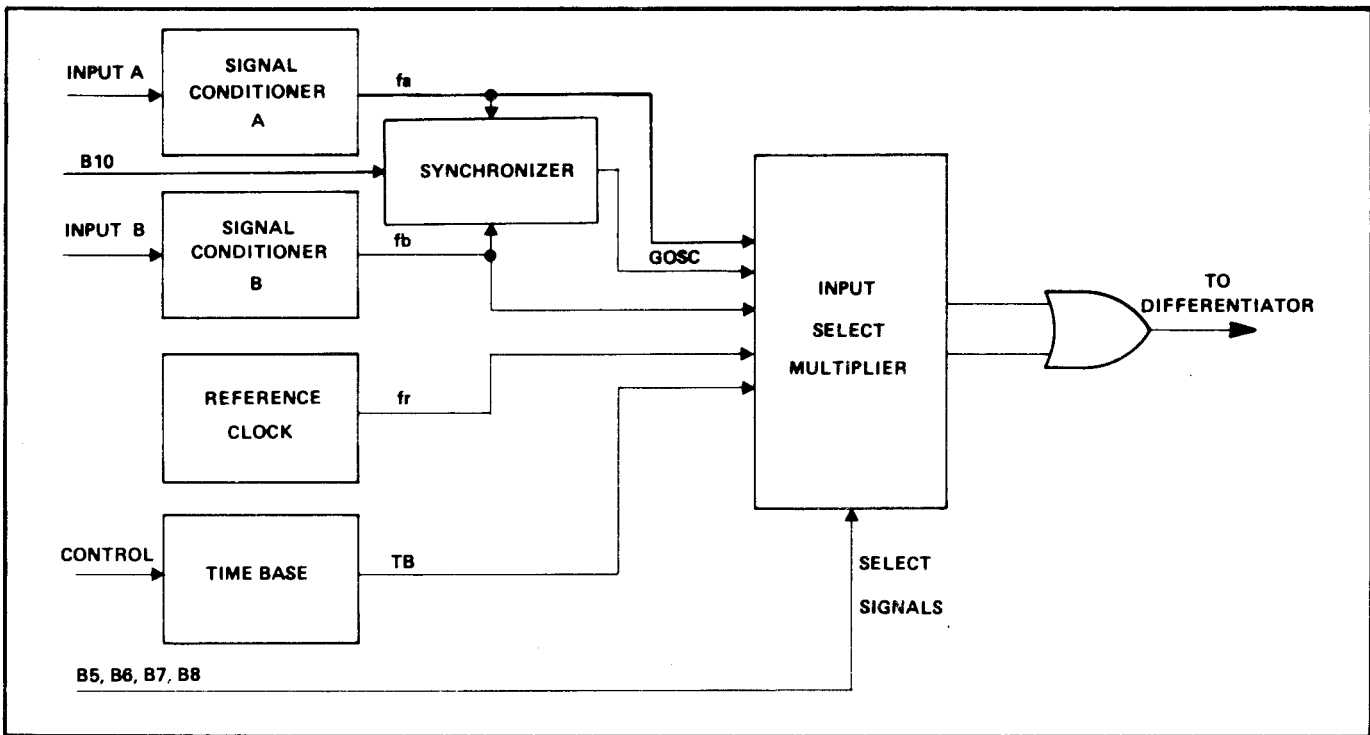 INPUT A
SIGNAL
CONDITIONER
A
fa
B10
SYNCHRONIZER
INPUT B
SIGNAL
CONDITIONER
B
fb
GOSC
INPUT
SELECT
MULTIPLIER
TO
DIFFERENTIATOR
REFERENCE
CLOCK
fr
CONTROL
TIME BASE
TB
SELECT
SIGNALS
B5, B6, B7, B8